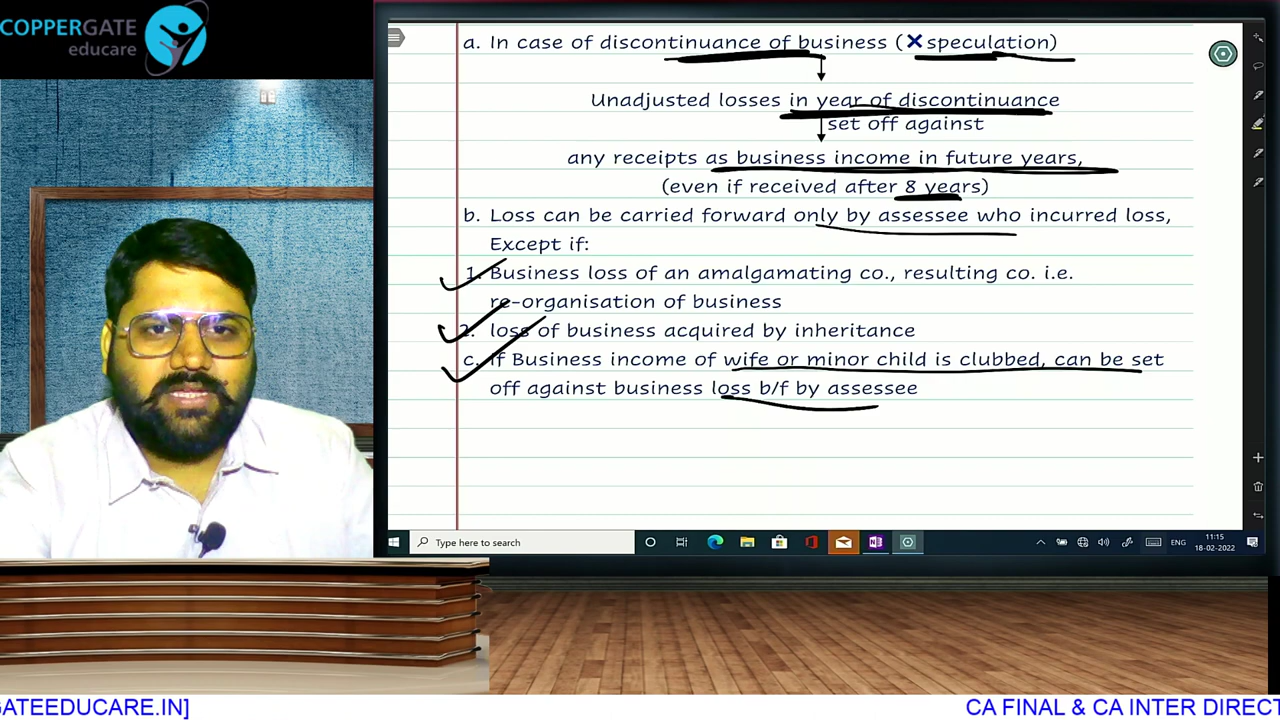 COPPERGATE
educare
a. In case of discontinuance of business (✗ speculation)
Unadjusted losses in year of discontinuance
set off against
any receipts as business income in future years,
(even if received after 8 years)
b. Loss can be carried forward only by assessee who incurred loss,
Except if:
1. Business loss of an amalgamating co., resulting co. i.e.
re-organisation of business
2. loss of business acquired by inheritance
c. If Business income of wife or minor child is clubbed, can be set
off against business loss b/f by assessee
Type here to search
ENG
11:15
18-02-2022
GATEEDUCARE.IN]
CA FINAL & CA INTER DIRECT